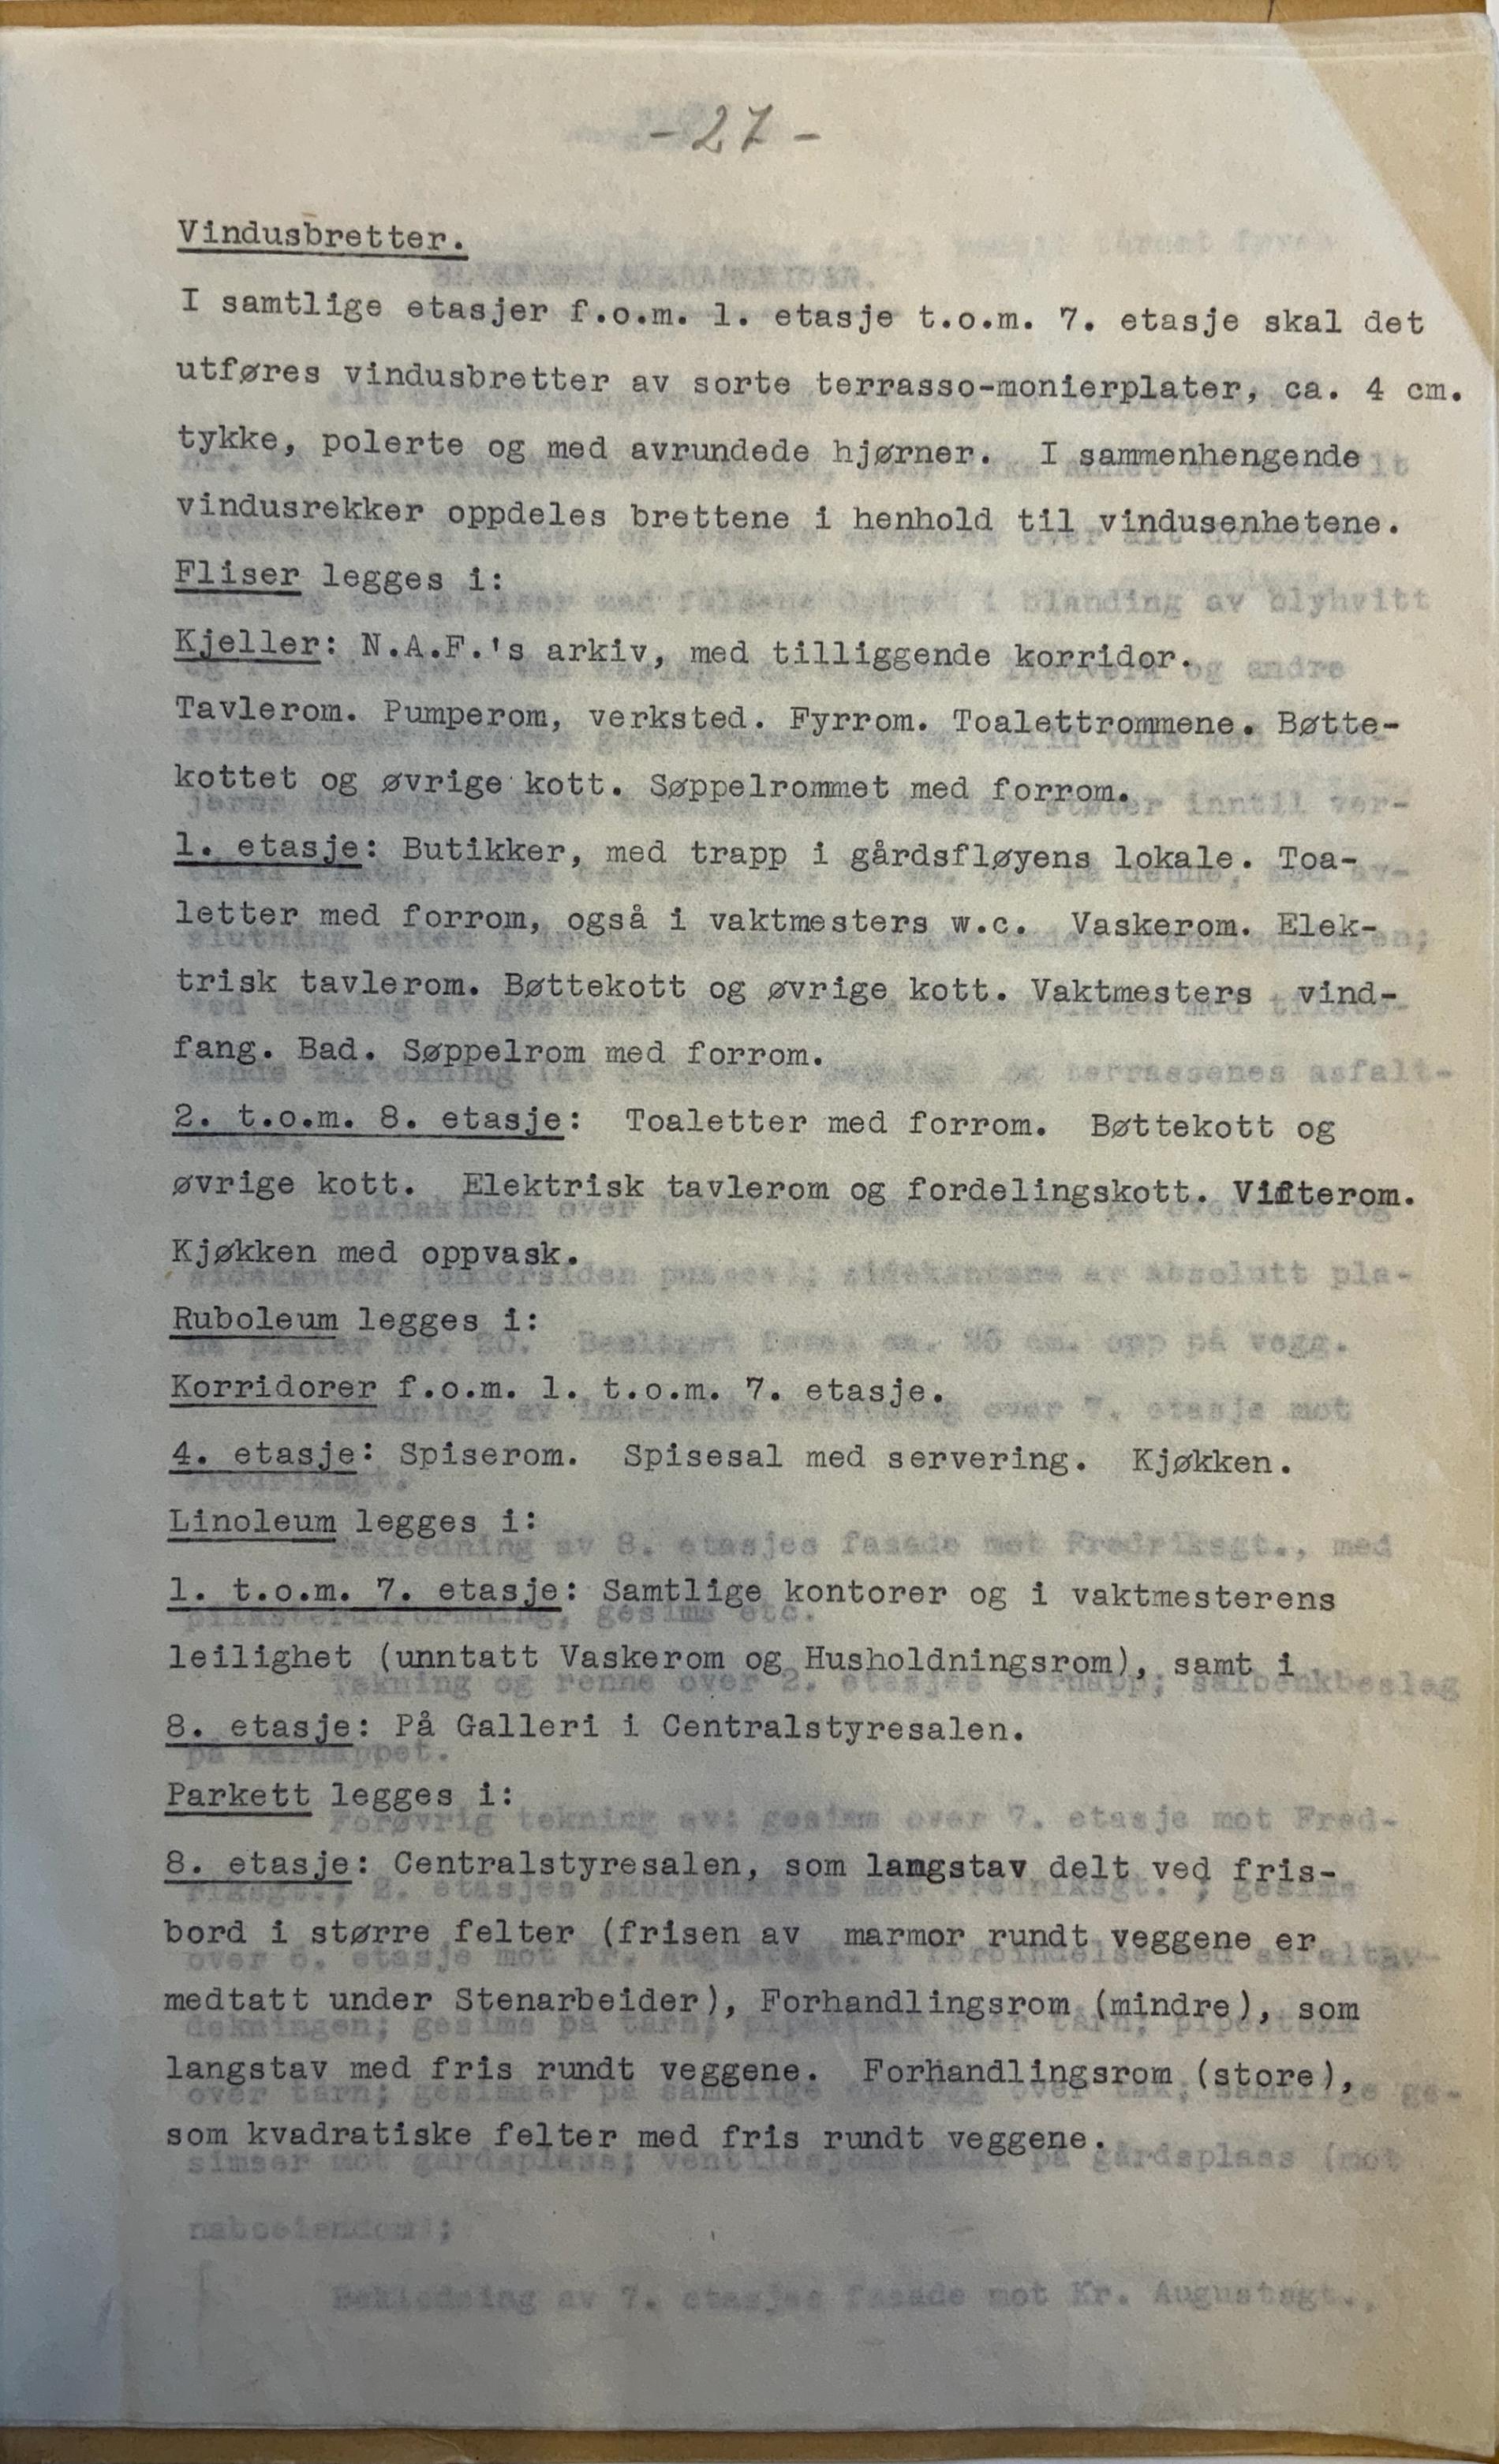 - 27 -
Vindusbretter.
I samtlige etasjer f.o.m. 1. etasje t.o.m. 7. etasje skal det
utføres vindusbretter av sorte terrasso-monierplater, ca. 4 cm.
tykke, polerte og med avrundede hjørner. I sammenhengende
vindusrekker oppdeles brettene i henhold til vindusenhetene.
Fliser legges i:
Kjeller: N.A.F.'s arkiv, med tilliggende korridor.
Tavlerom. Pumperom, verksted. Fyrrom. Toalettrommene. Bøtte-
kottet og øvrige kott. Søppelrommet med forrom.
1. etasje: Butikker, med trapp i gårdsfløyens lokale. Toa-
letter med forrom, også i vaktmesters w.c. Vaskerom. Elek-
trisk tavlerom. Bøttekott og øvrige kott. Vaktmesters vind-
fang. Bad. Søppelrom med forrom.
2. t.o.m. 8. etasje: Toaletter med forrom. Bøttekott og
øvrige kott. Elektrisk tavlerom og fordelingskott. Vifterom.
Kjøkken med oppvask.
Ruboleum legges i:
Korridorer f.o.m. 1. t.o.m. 7. etasje.
4. etasje: Spiserom. Spisesal med servering. Kjøkken.
Linoleum legges i:
1. t.o.m. 7. etasje: Samtlige kontorer og i vaktmesterens
leilighet (unntatt Vaskerom og Husholdningsrom), samt i
8. etasje: På Galleri i Centralstyresalen.
Parkett legges i:
8. etasje: Centralstyresalen, som langstav delt ved fris-
bord i større felter (frisen av marmor rundt veggene er
medtatt under Stenarbeider), Forhandlingsrom (mindre), som
langstav med fris rundt veggene. Forhandlingsrom (store),
som kvadratiske felter med fris rundt veggene.